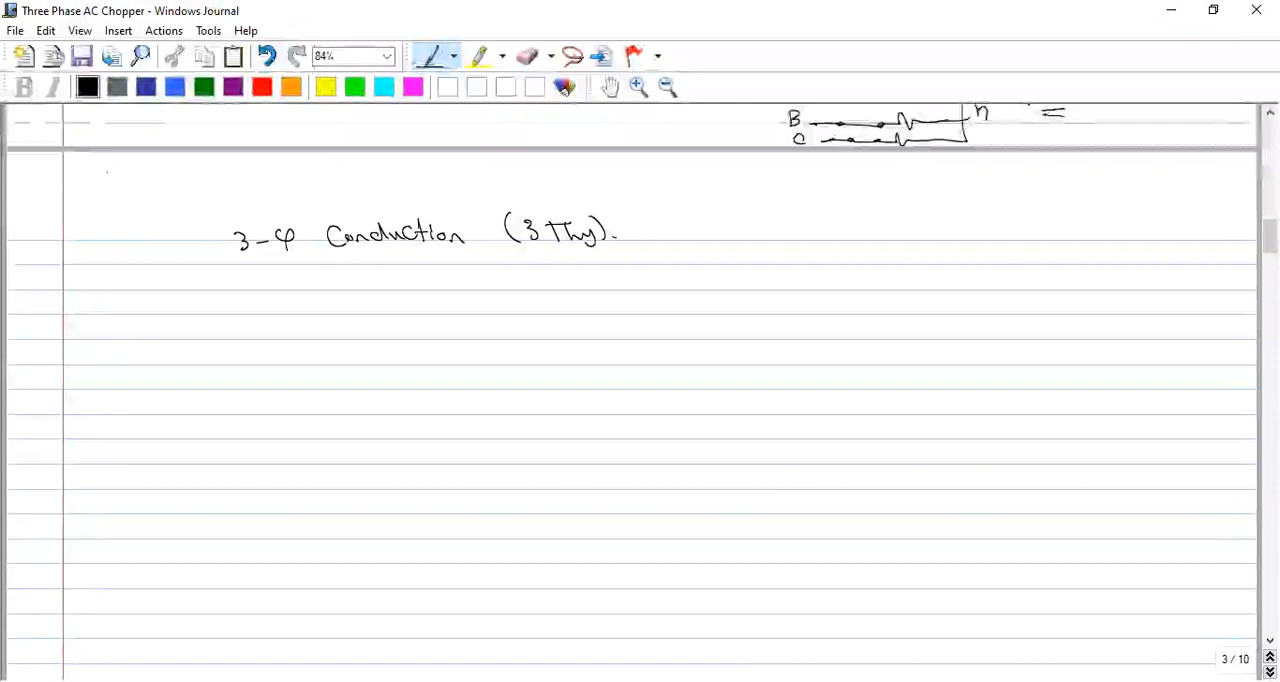 Three Phase AC Chopper - Windows Journal
File Edit View Insert Actions Tools Help
84%
B I
B n =
C
3-φ Conduction (3 Thy).
3 / 10